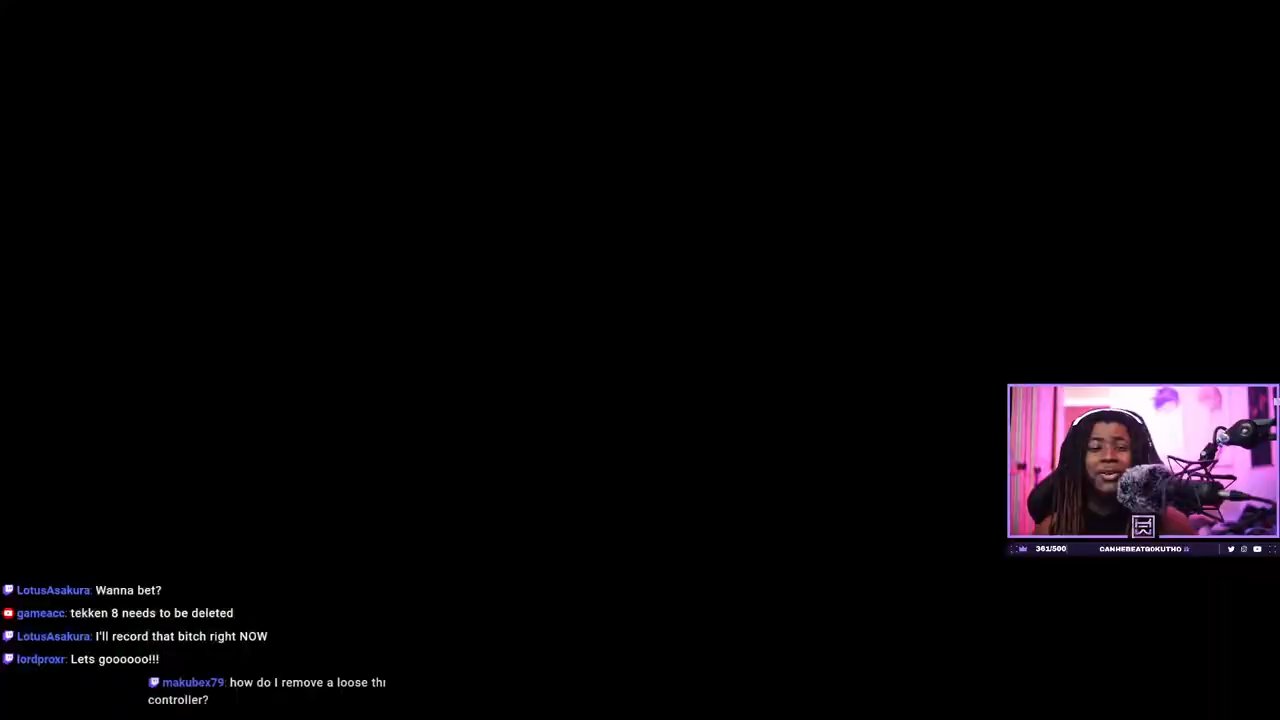 361/500 CANHEBEATGOKUTHO
LotusAsakura: Wanna bet?
gameacc: tekken 8 needs to be deleted
LotusAsakura: I'll record that bitch right NOW
lordproxr: Lets goooooo!!!
makubex79: how do I remove a loose
controller?